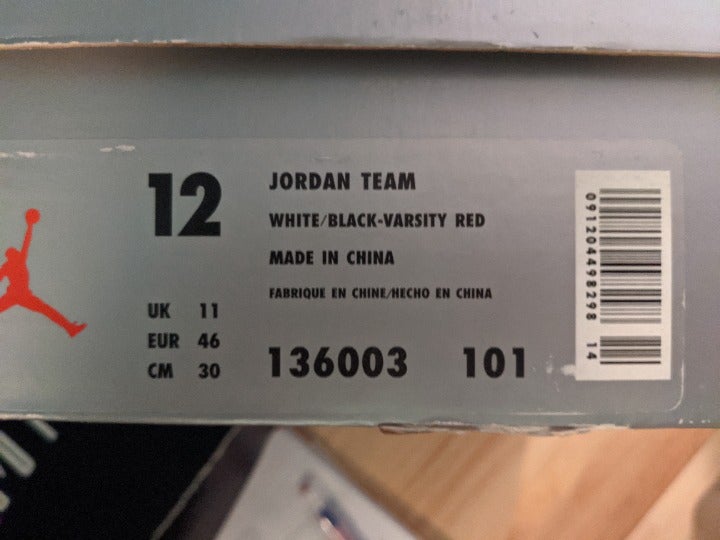 12
JORDAN TEAM
WHITE/BLACK-VARSITY RED
MADE IN CHINA
FABRIQUE EN CHINE/HECHO EN CHINA
UK 11
EUR 46
CM 30
136003 101
091204498298 14